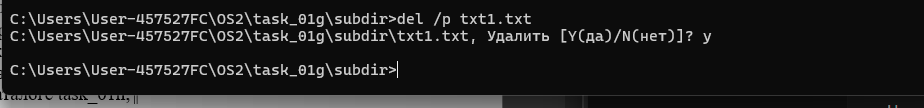 C:\Users\User-457527FC\OS2\task_01g\subdir>del /p txt1.txt
C:\Users\User-457527FC\OS2\task_01g\subdir\txt1.txt, Удалить [Y(да)/N(нет)]? y
C:\Users\User-457527FC\OS2\task_01g\subdir>